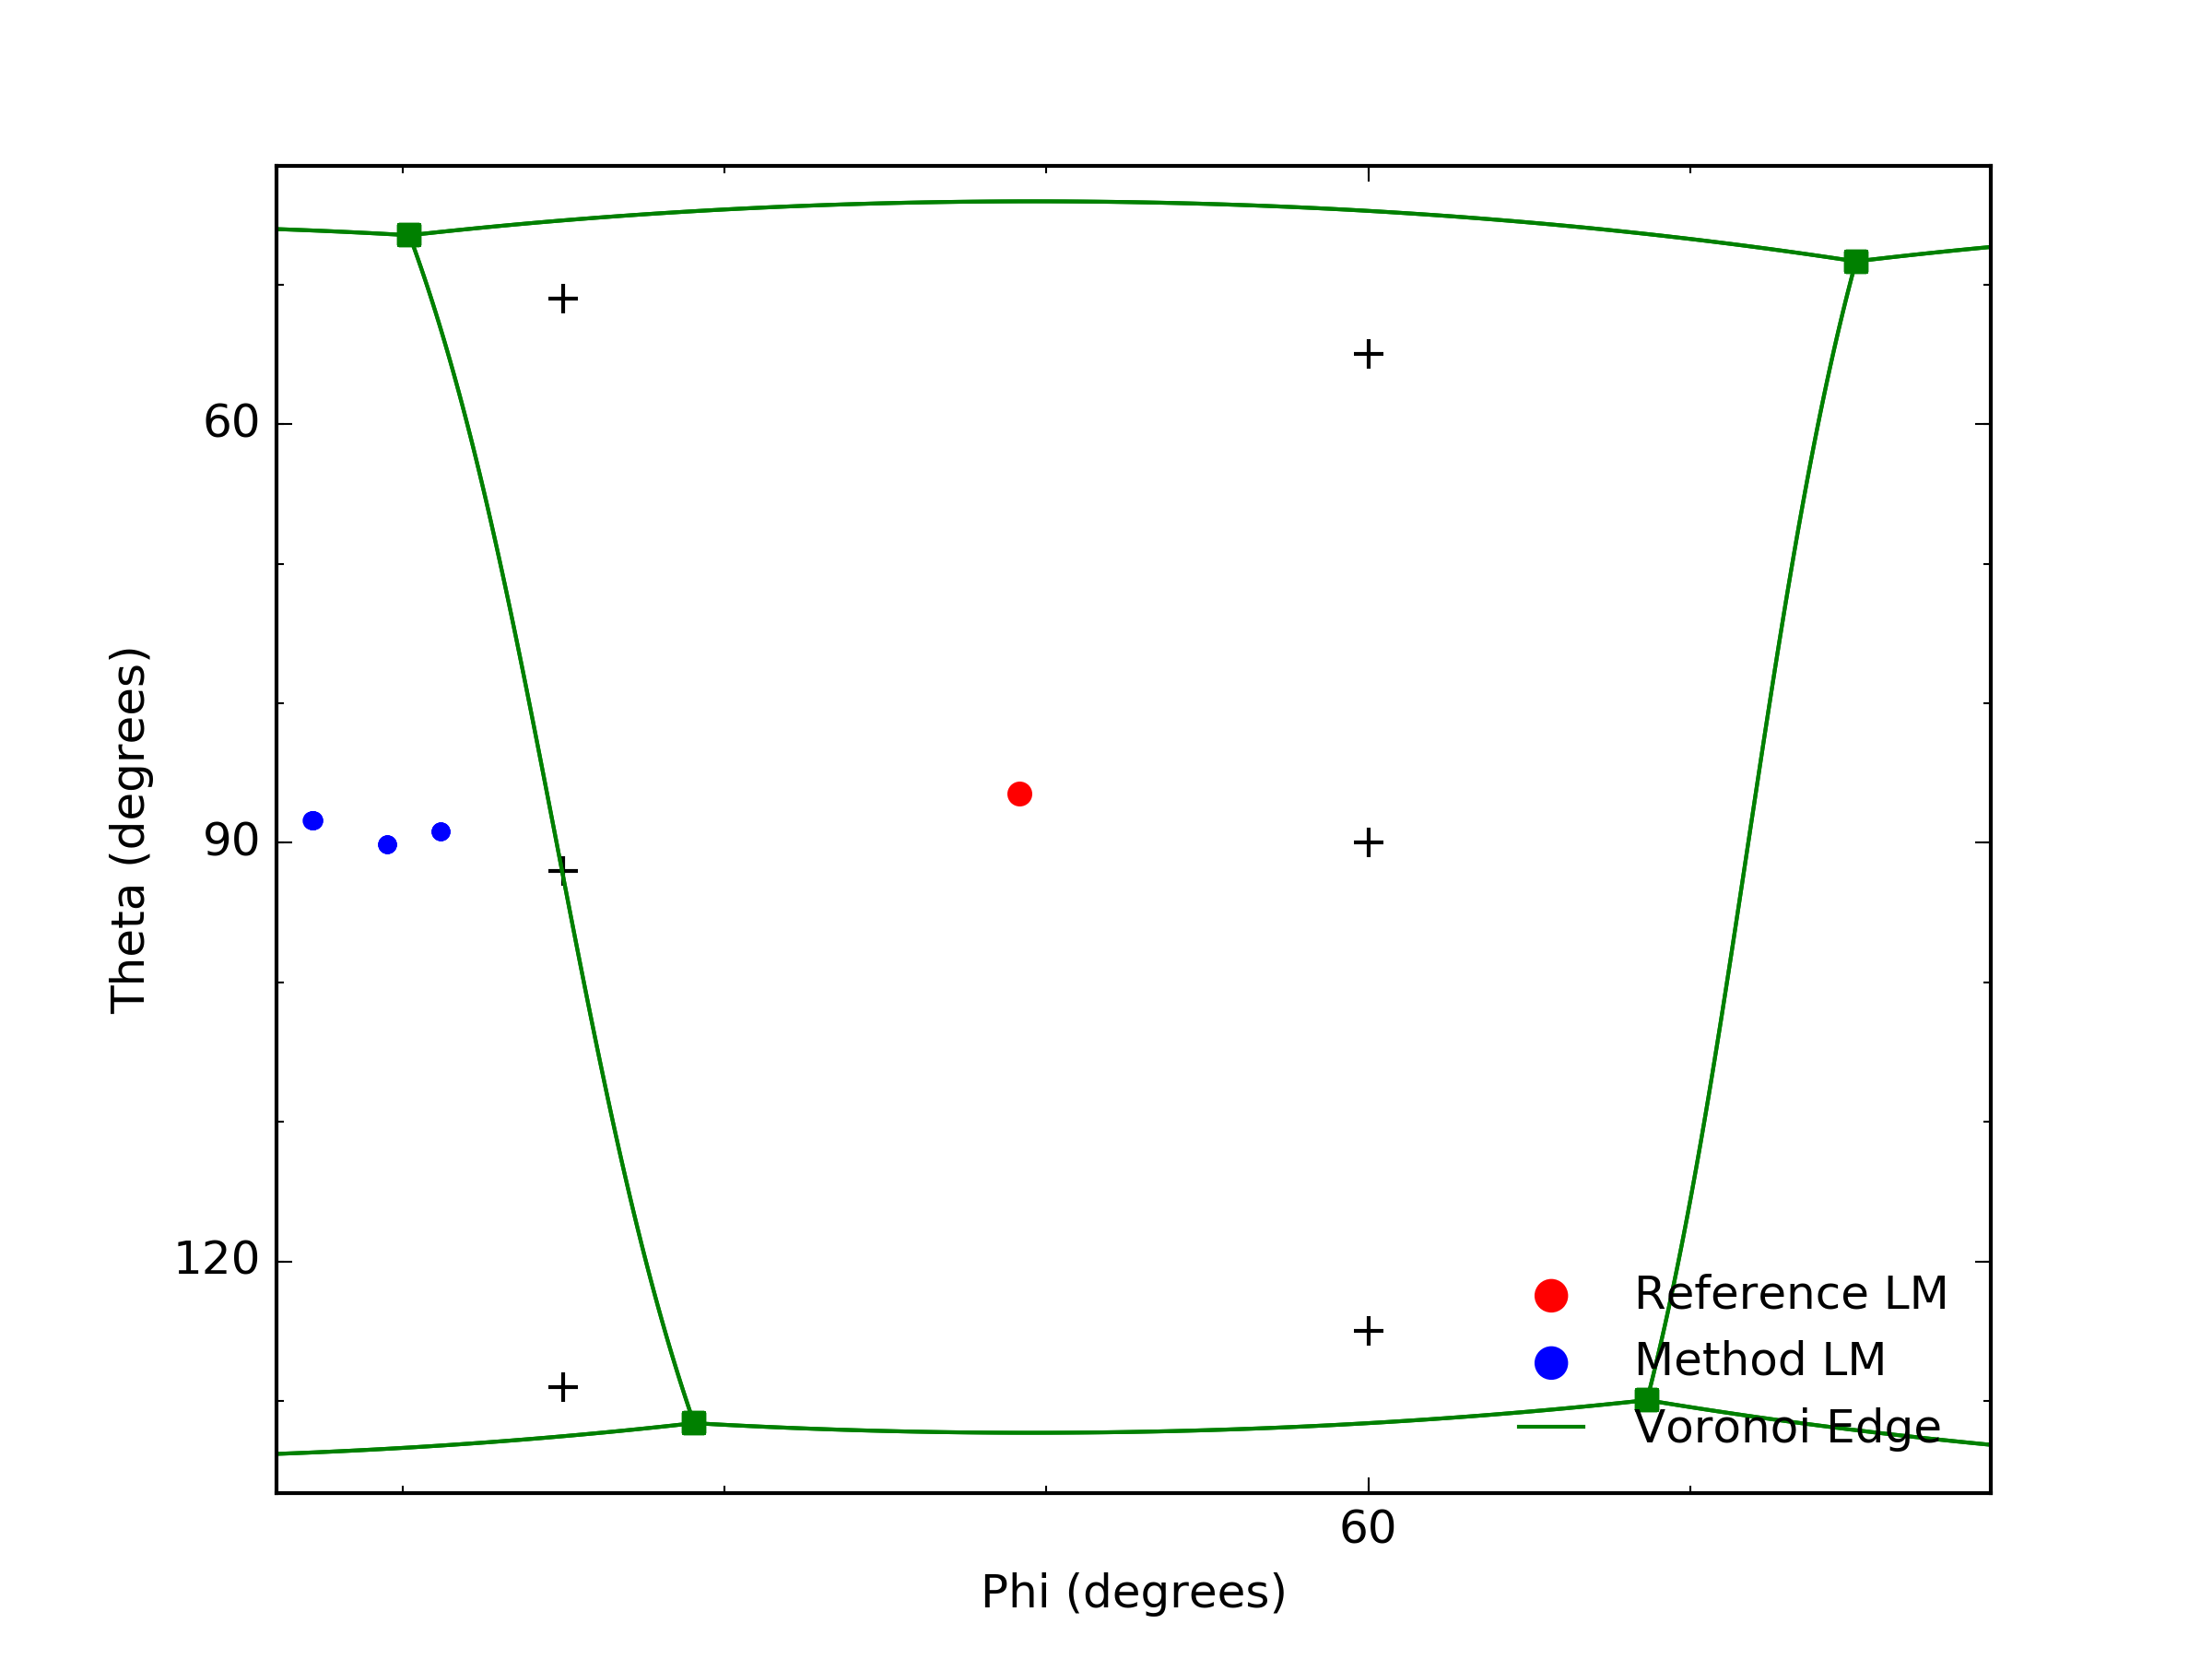 60
90
120
Theta (degrees)
Reference LM
Method LM
Voronoi Edge
60
Phi (degrees)